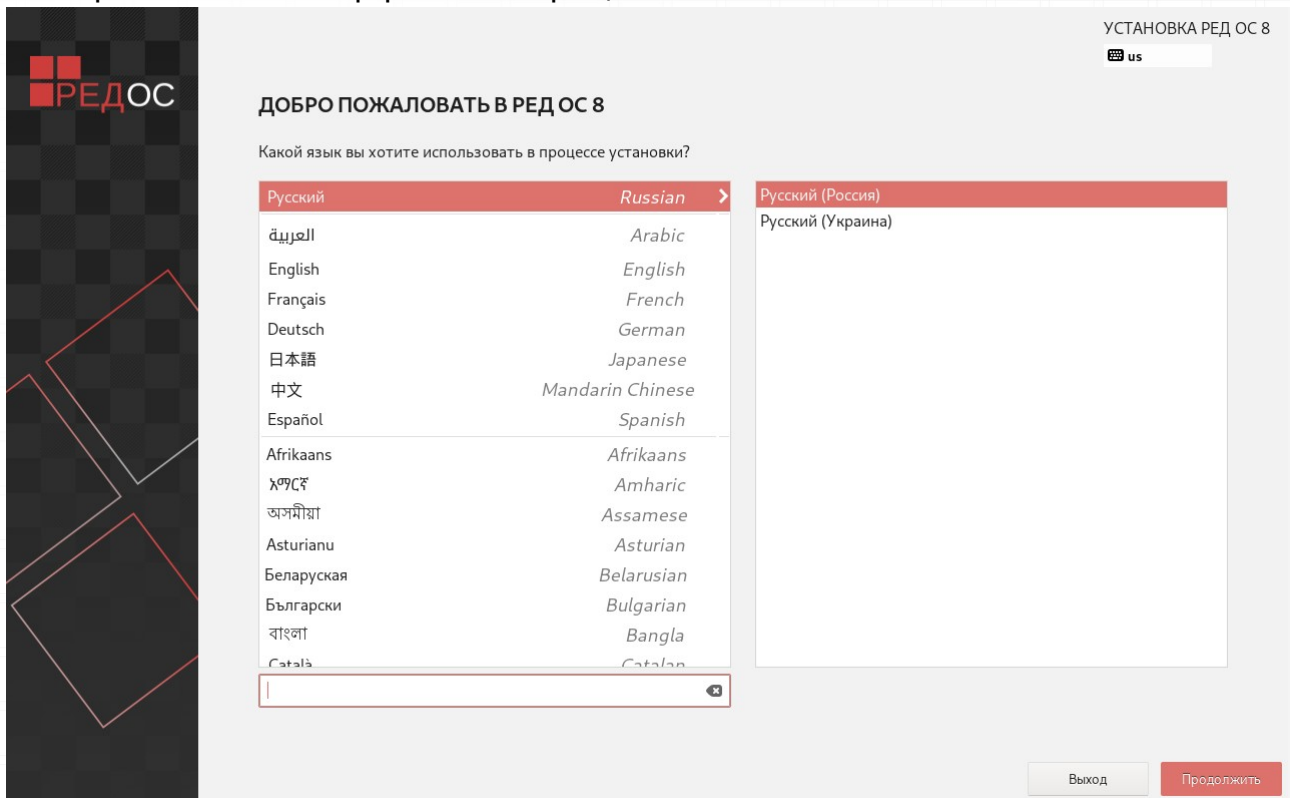 УСТАНОВКА РЕД ОС 8
us
РЕДОС
ДОБРО ПОЖАЛОВАТЬ В РЕД ОС 8
Какой язык вы хотите использовать в процессе установки?
Русский Russian
العربية Arabic
English English
Français French
Deutsch German
日本語 Japanese
中文 Mandarin Chinese
Español Spanish
Afrikaans Afrikaans
አማርኛ Amharic
অসমীয়া Assamese
Asturianu Asturian
Беларуская Belarusian
Български Bulgarian
বাংলা Bangla
Català Catalan
Русский (Россия)
Русский (Украина)
Выход
Продолжить